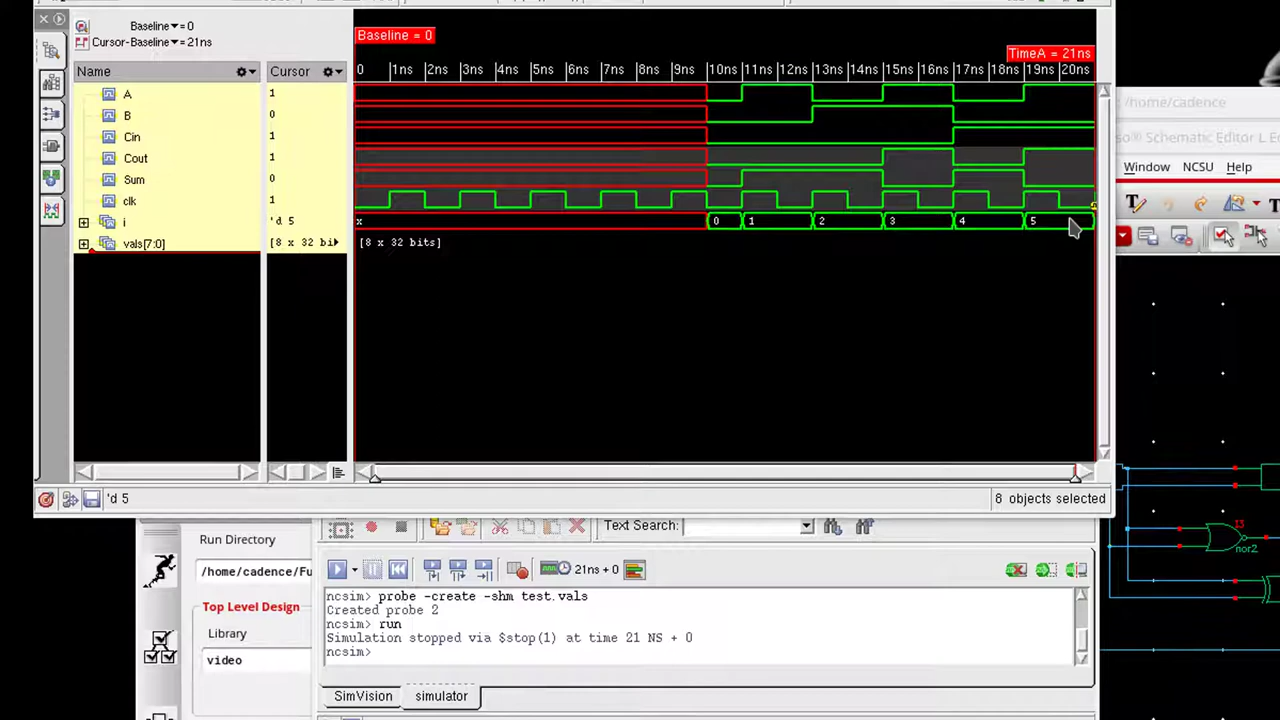 Baseline▾= 0
Cursor-Baseline▾= 21ns
Baseline = 0
TimeA = 21ns
Name
Cursor
0 |1ns |2ns |3ns |4ns |5ns |6ns |7ns |8ns |9ns |10ns |11ns |12ns |13ns |14ns |15ns |16ns |17ns |18ns |19ns |20ns
A 1
B 0
Cin 1
Cout 1
Sum 0
clk 1
i 'd 5 x 0 1 2 3 4 5
vals[7:0] [8 x 32 bi [8 x 32 bits]
'd 5
8 objects selected
/home/cadence
so® Schematic Editor L E
Window NCSU Help
I3
nor2
Run Directory
/home/cadence/Fu
Top Level Design
Library
video
Text Search:
21ns + 0
ncsim> probe -create -shm test.vals
Created probe 2
ncsim> run
Simulation stopped via $stop(1) at time 21 NS + 0
ncsim>
SimVision
simulator